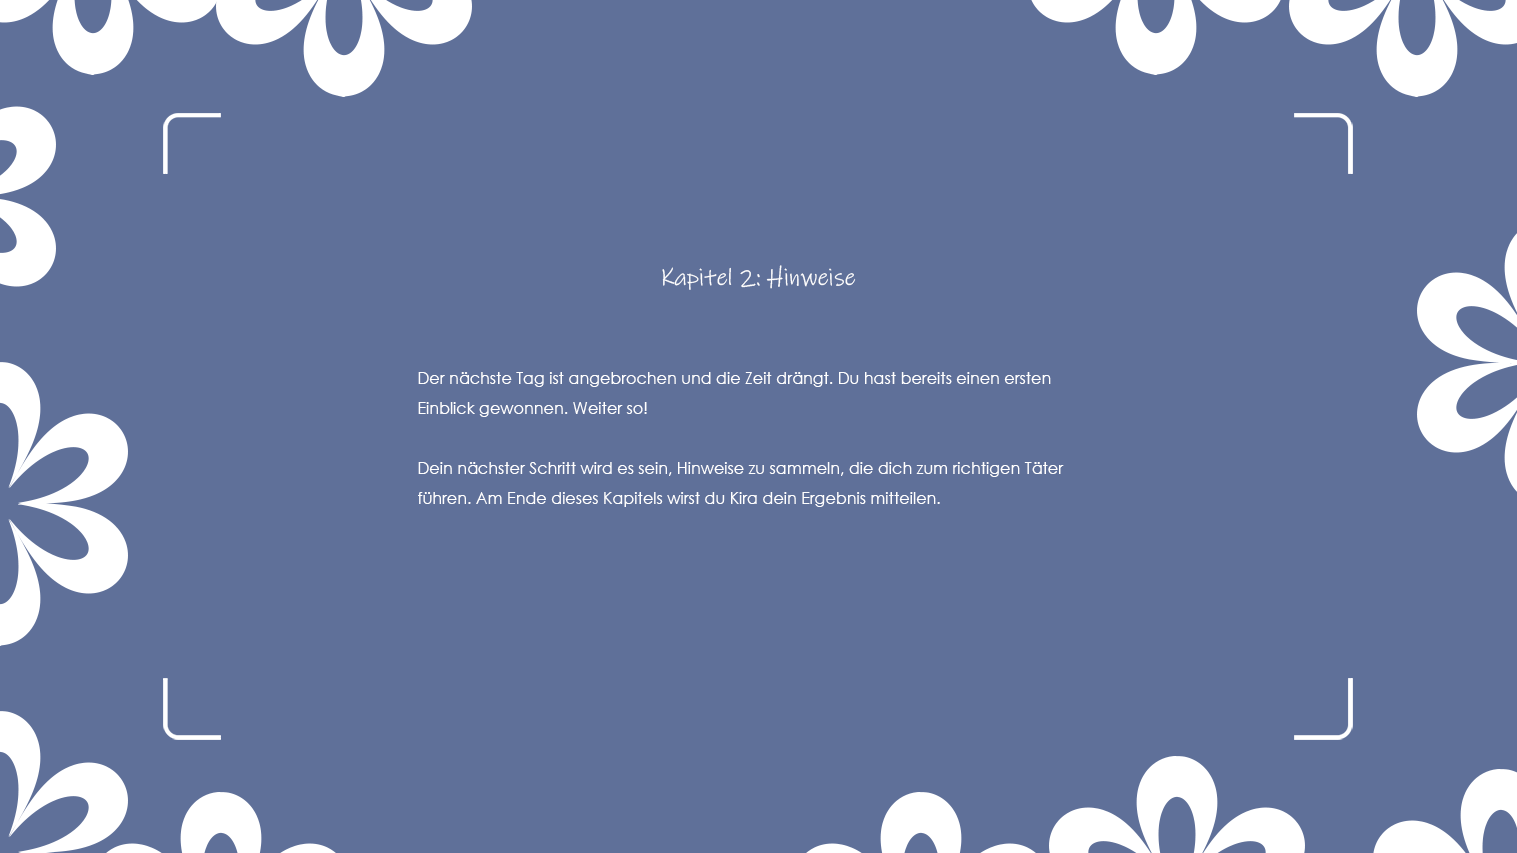 Kapitel 2: Hinweise
Der nächste Tag ist angebrochen und die Zeit drängt. Du hast bereits einen ersten
Einblick gewonnen. Weiter so!
Dein nächster Schritt wird es sein, Hinweise zu sammeln, die dich zum richtigen Täter
führen. Am Ende dieses Kapitels wirst du Kira dein Ergebnis mitteilen.